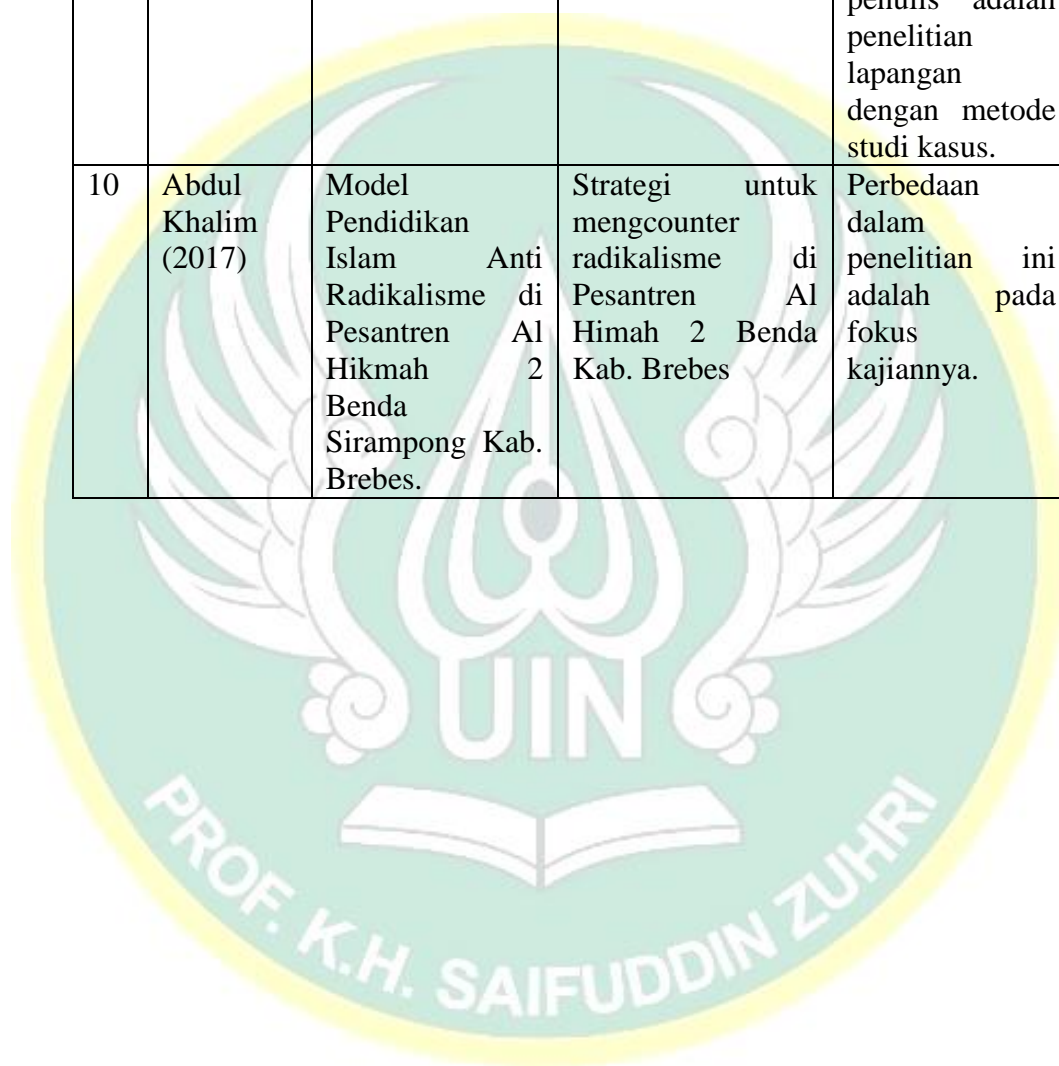 penulis adalah
penelitian
lapangan
dengan metode
studi kasus.
10
Abdul
Khalim
(2017)
Model
Pendidikan
Islam Anti
Radikalisme di
Pesantren Al
Hikmah 2
Benda
Sirampong Kab.
Brebes.
Strategi untuk
mengcounter
radikalisme di
Pesantren Al
Himah 2 Benda
Kab. Brebes
Perbedaan
dalam
penelitian ini
adalah pada
fokus
kajiannya.
UIN
PROF. K.H. SAIFUDDIN ZUHRI